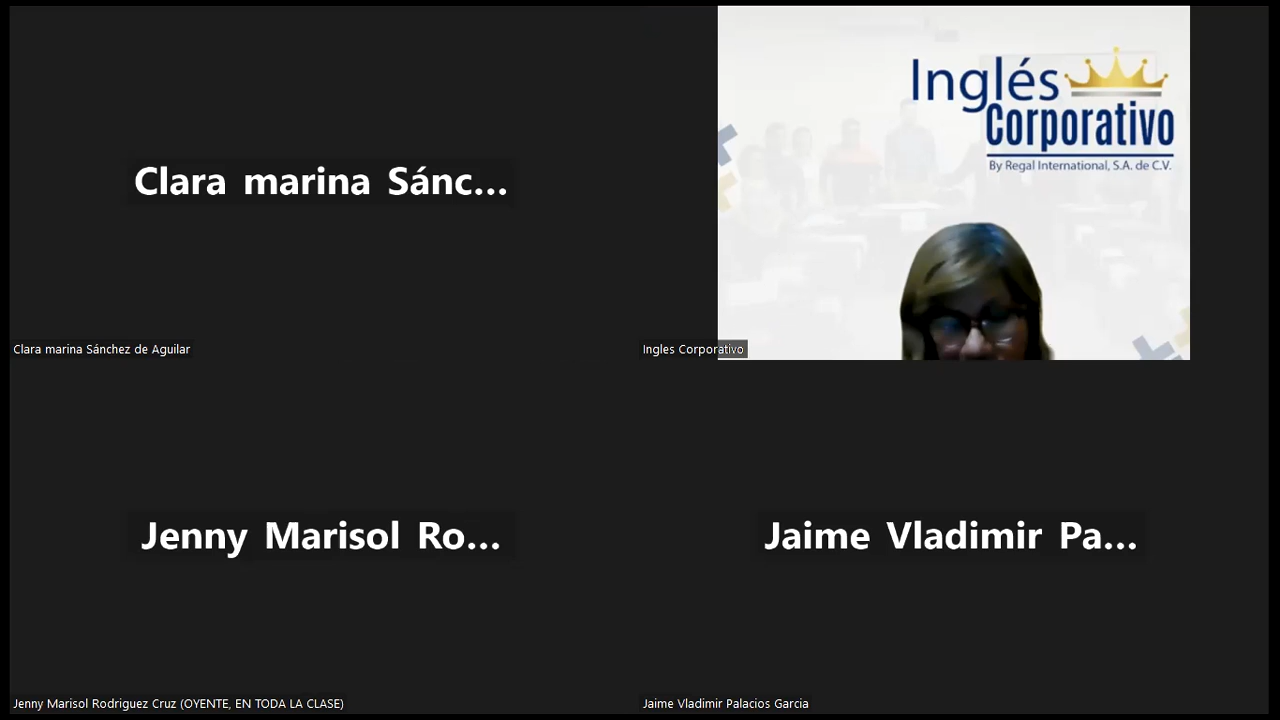 Clara marina Sánc...
Inglés
Corporativo
By Regal International, S.A. de C.V.
Clara marina Sánchez de Aguilar
Ingles Corporativo
Jenny Marisol Ro...
Jaime Vladimir Pa...
Jenny Marisol Rodriguez Cruz (OYENTE, EN TODA LA CLASE)
Jaime Vladimir Palacios García